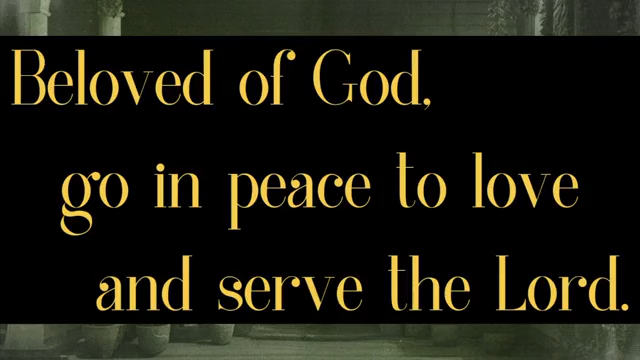 Beloved of God,
go in peace to love
and serve the Lord.